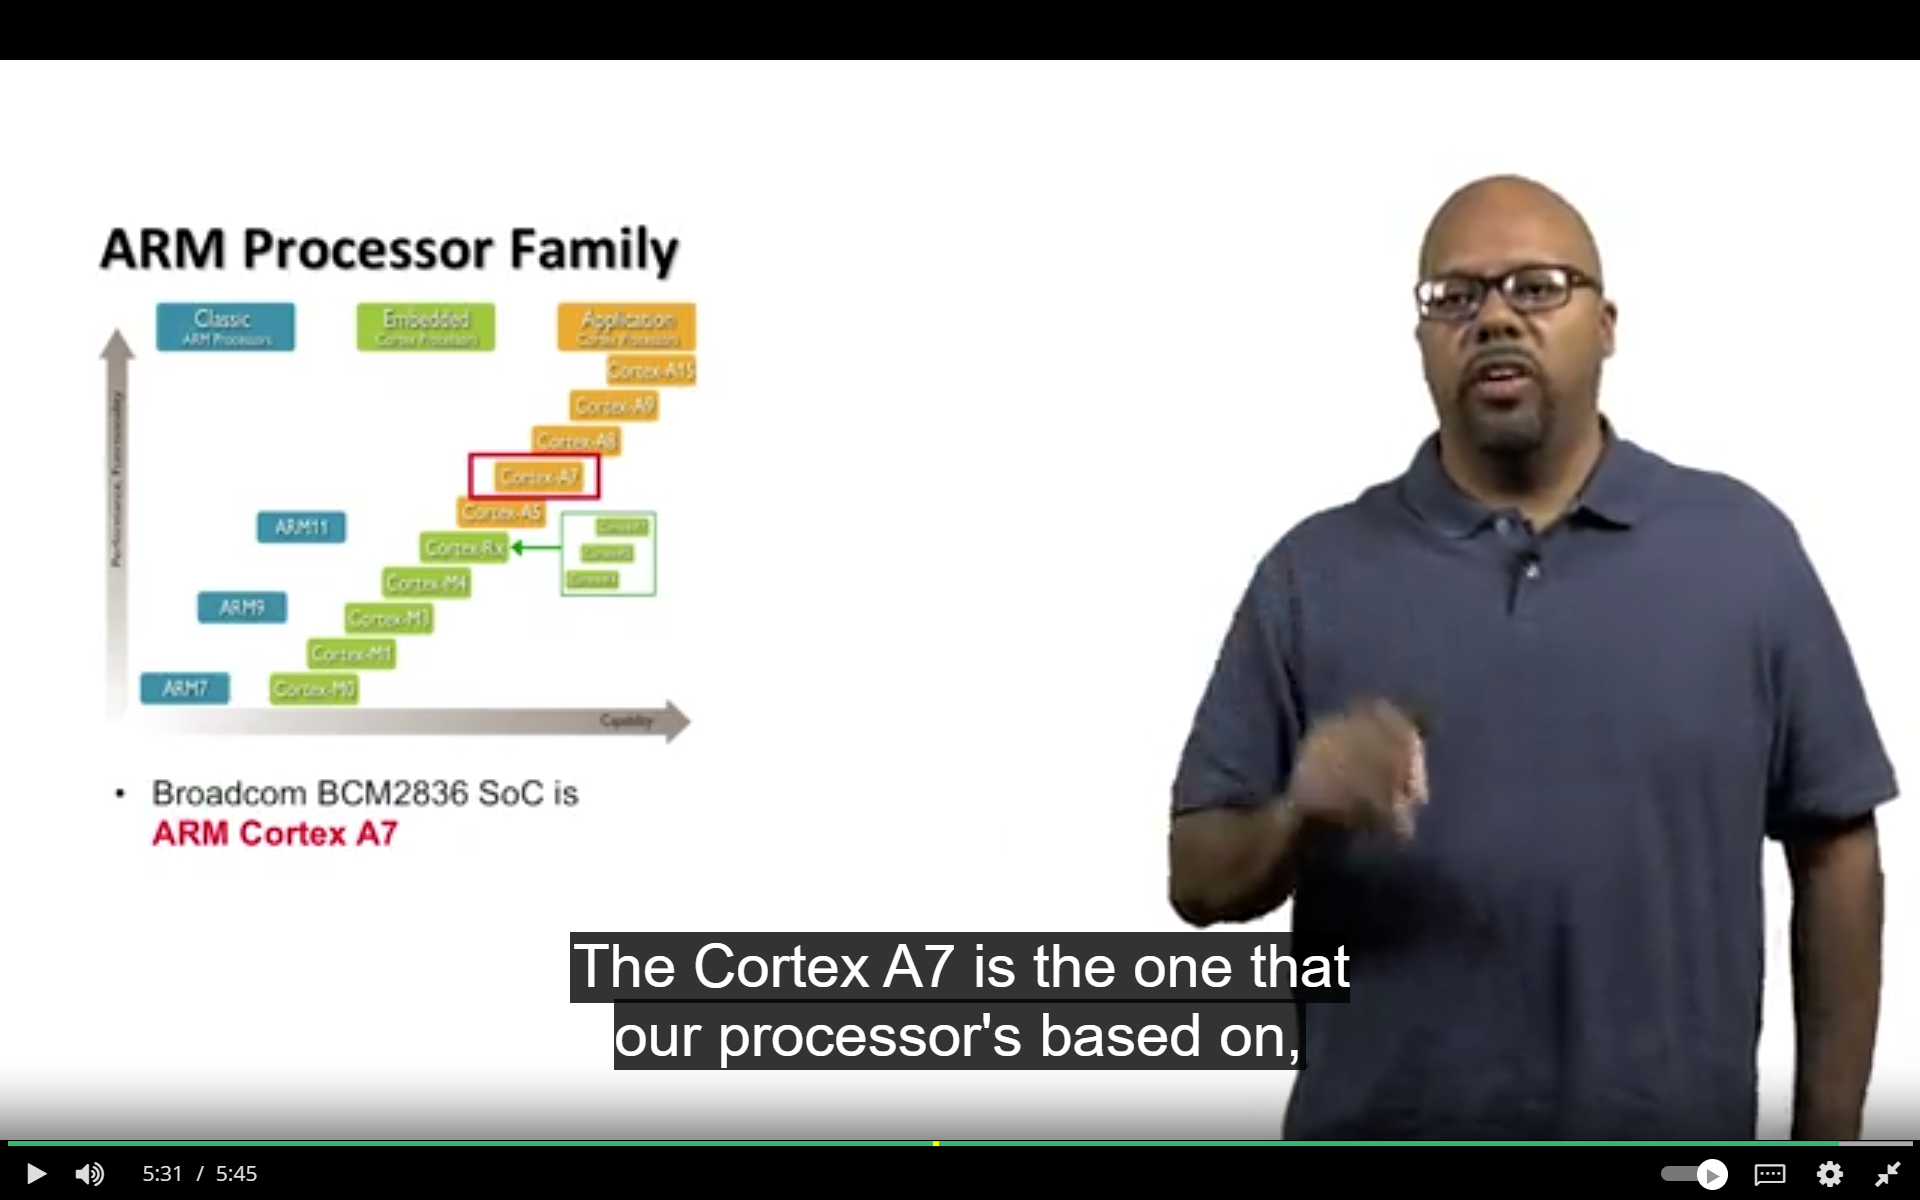 ARM Processor Family
Classic
ARM Processors
Embedded
Cortex Processors
Application
Cortex Processors
Cortex-A15
Cortex-A9
Cortex-A8
Cortex-A7
Cortex-A5
ARM11
Cortex-Rx
Cortex-M4
ARM9
Cortex-M3
Cortex-M1
ARM7
Cortex-M0
Performance, Functionality
Capability
• Broadcom BCM2836 SoC is
ARM Cortex A7
The Cortex A7 is the one that
our processor's based on,
5:31 / 5:45